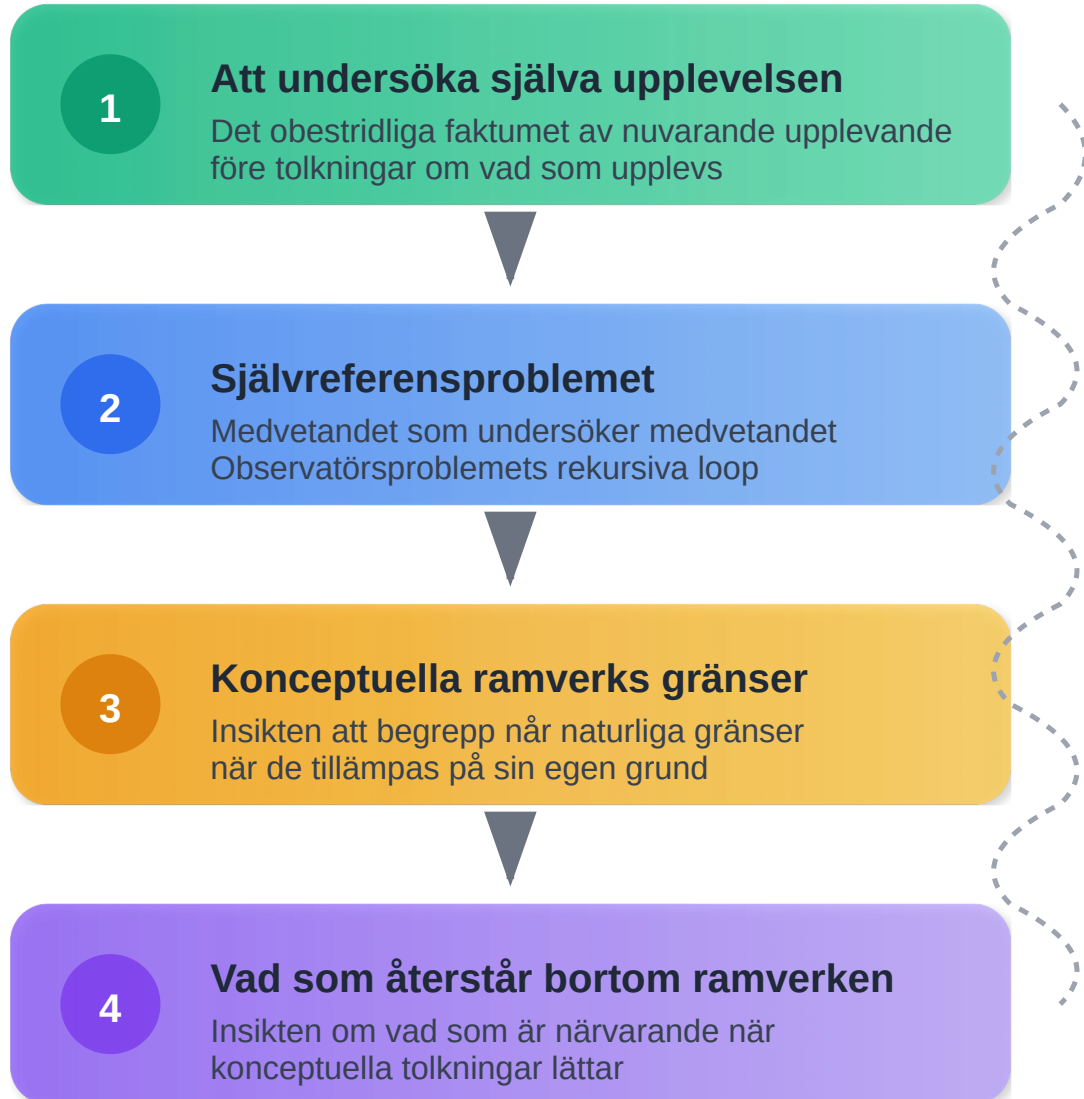 1
Att undersöka själva upplevelsen
Det obestridliga faktumet av nuvarande upplevande
före tolkningar om vad som upplevs
2
Självreferensproblemet
Medvetandet som undersöker medvetandet
Observatörsproblemets rekursiva loop
3
Konceptuella ramverks gränser
Insikten att begrepp når naturliga gränser
när de tillämpas på sin egen grund
4
Vad som återstår bortom ramverken
Insikten om vad som är närvarande när
konceptuella tolkningar lättar